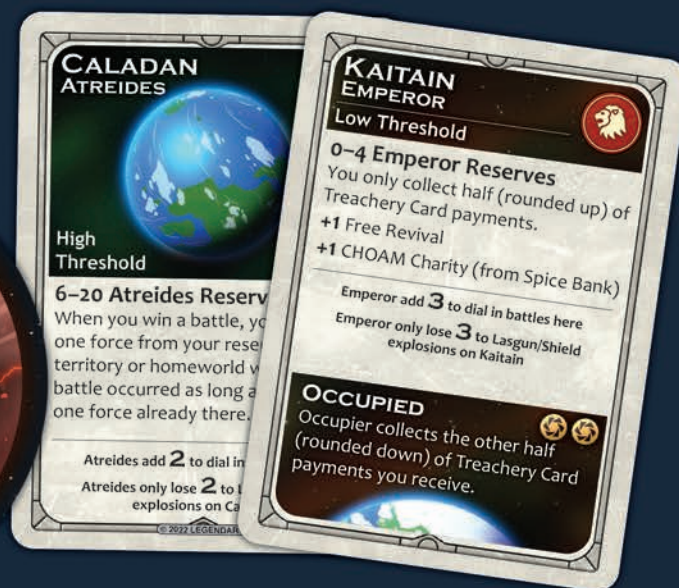 CALADAN
ATREIDES
High
Threshold
6–20 Atreides
When you win a battle,
one force from your
territory or homeworld
battle occurred as long
one force already there.
Atreides add 2 to dial in
Atreides only lose 2 to
explosions on
© 2022
KAITAIN
EMPEROR
Low Threshold
0–4 Emperor Reserves
You only collect half (rounded up) of
Treachery Card payments.
+1 Free Revival
+1 CHOAM Charity (from Spice Bank)
Emperor add 3 to dial in battles here
Emperor only lose 3 to Lasgun/Shield
explosions on Kaitain
OCCUPIED
Occupier collects the other half
(rounded down) of Treachery Card
payments you receive.